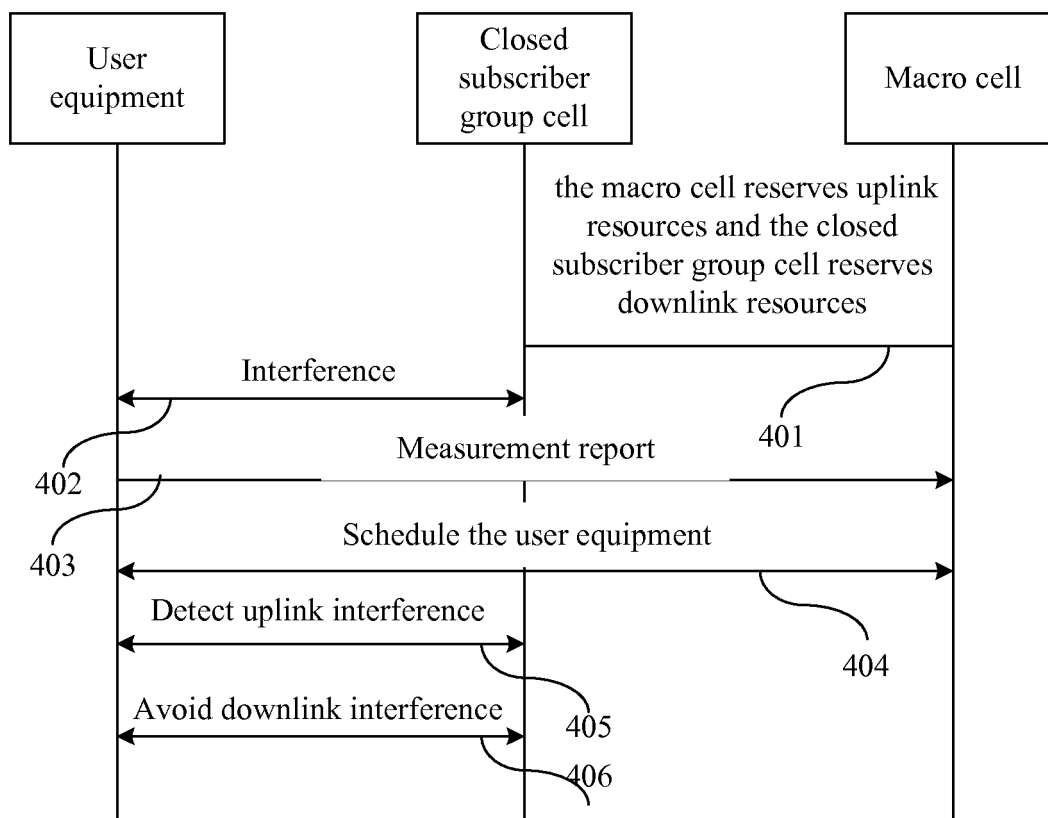 User
equipment
Closed
subscriber
group cell
Macro cell
the macro cell reserves uplink
resources and the closed
subscriber group cell reserves
downlink resources
401
Interference
402
Measurement report
403
Schedule the user equipment
404
Detect uplink interference
405
Avoid downlink interference
406